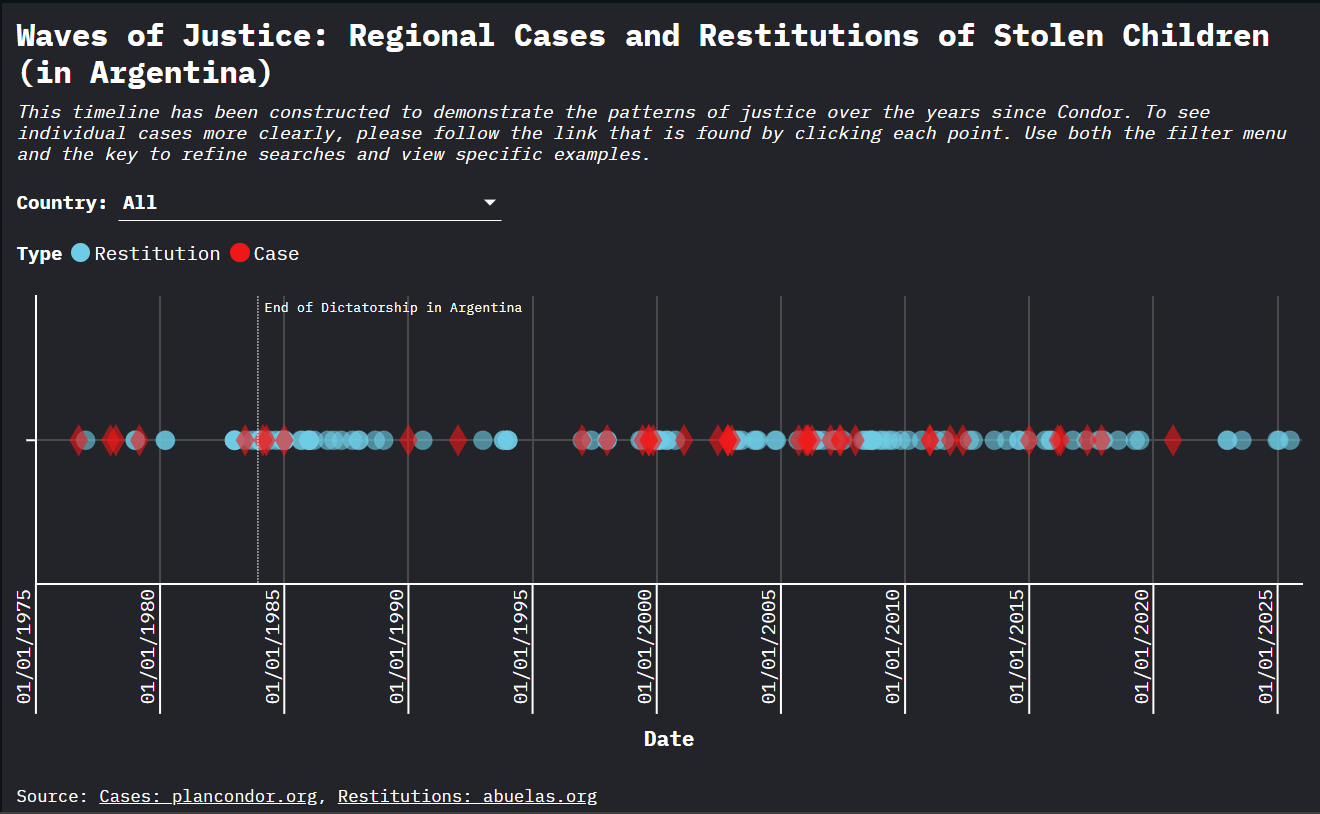 Waves of Justice: Regional Cases and Restitutions of Stolen Children
(in Argentina)
This timeline has been constructed to demonstrate the patterns of justice over the years since Condor. To see
individual cases more clearly, please follow the link that is found by clicking each point. Use both the filter menu
and the key to refine searches and view specific examples.
Country: All
Type Restitution Case
End of Dictatorship in Argentina
01/01/1975
01/01/1980
01/01/1985
01/01/1990
01/01/1995
01/01/2000
01/01/2005
01/01/2010
01/01/2015
01/01/2020
01/01/2025
Date
Source: Cases: plancondor.org, Restitutions: abuelas.org